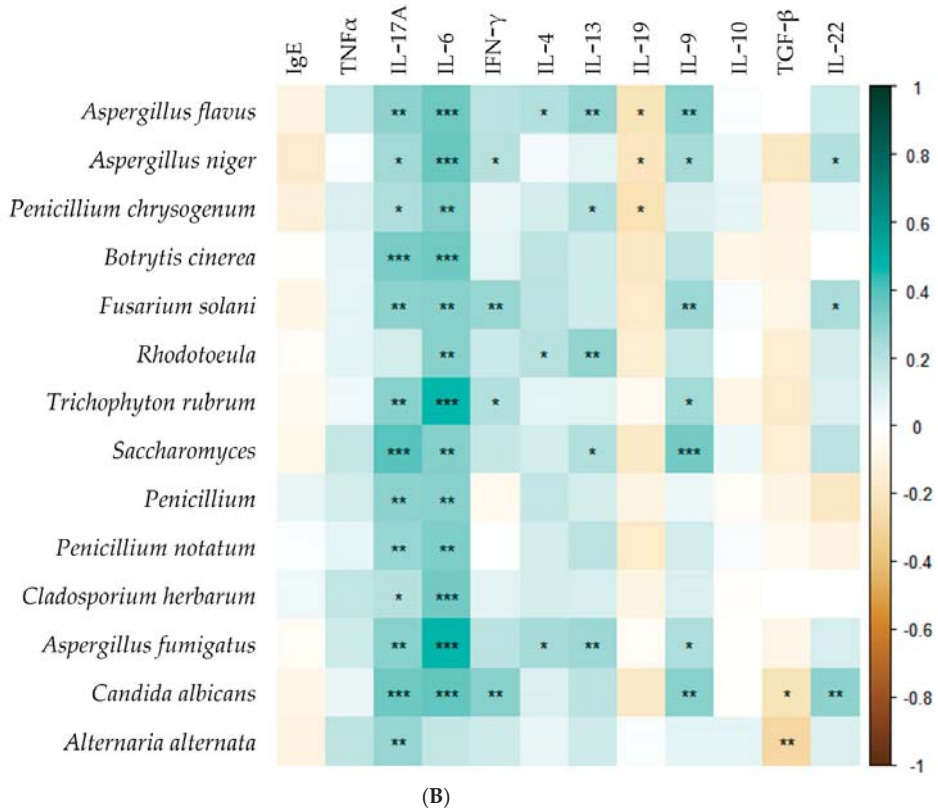 IgE TNFα IL-17A IL-6 IFN-γ IL-4 IL-13 IL-19 IL-9 IL-10 TGF-β IL-22
Aspergillus flavus ** *** * ** * **
Aspergillus niger * *** * * * *
Penicillium chrysogenum * ** * *
Botrytis cinerea *** ***
Fusarium solani ** ** ** ** *
Rhodotoeula ** * **
Trichophyton rubrum ** *** * *
Saccharomyces *** ** * ***
Penicillium ** **
Penicillium notatum ** **
Cladosporium herbarum * ***
Aspergillus fumigatus ** *** * ** *
Candida albicans *** *** ** ** * **
Alternaria alternata ** **
1
0.8
0.6
0.4
0.2
0
-0.2
-0.4
-0.6
-0.8
-1
(B)